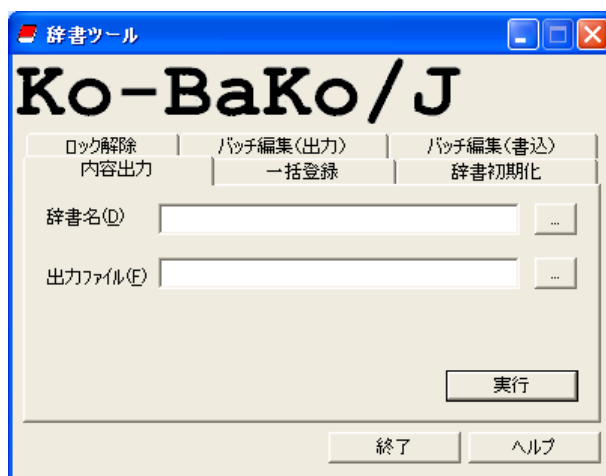 辞書ツール
Ko-BaKo/J
ロック解除 バッチ編集(出力) バッチ編集(書込)
内容出力 一括登録 辞書初期化
辞書名(D) ...
出力ファイル(F) ...
実行
終了 ヘルプ